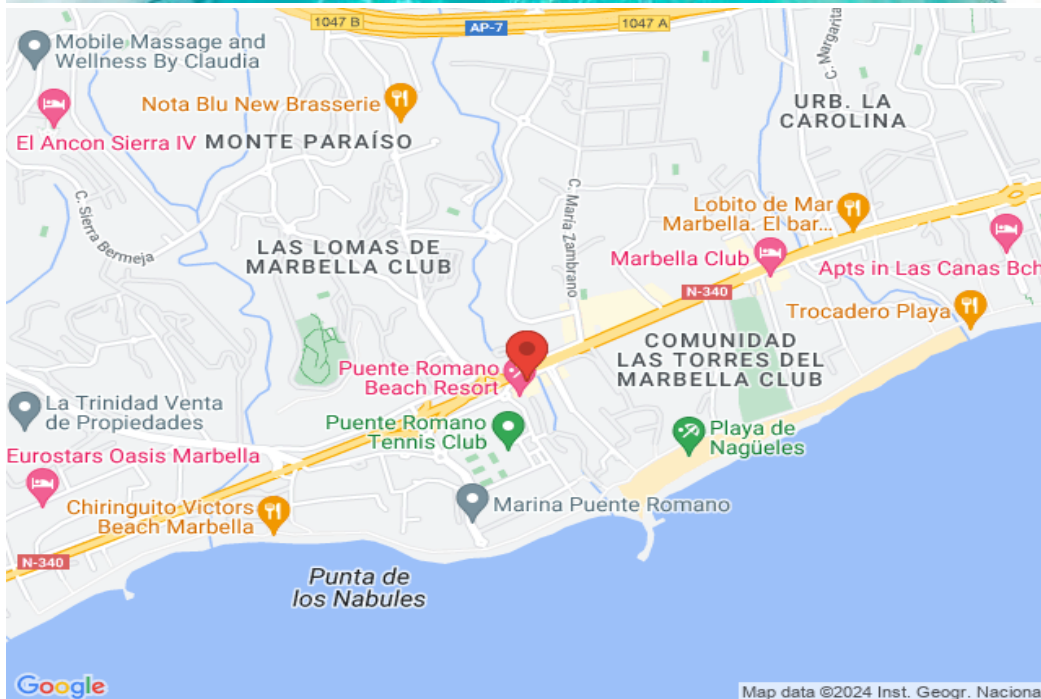 1047 B
AP-7
1047 A
Mobile Massage and
Wellness By Claudia
C. Margarita
Nota Blu New Brasserie
URB. LA
CAROLINA
El Ancon Sierra IV
MONTE PARAÍSO
C. Sierra Bermeja
C. María Zambrano
Lobito de Mar
Marbella. El bar...
LAS LOMAS DE
MARBELLA CLUB
Marbella Club
Apts in Las Canas Bch
N-340
Trocadero Playa
COMUNIDAD
LAS TORRES DEL
MARBELLA CLUB
Puente Romano
Beach Resort
La Trinidad Venta
de Propiedades
Puente Romano
Tennis Club
Playa de
Nagüeles
Eurostars Oasis Marbella
Chiringuito Victors
Beach Marbella
Marina Puente Romano
N-340
Punta de
los Nabules
Google
Map data ©2024 Inst. Geogr. Naciona